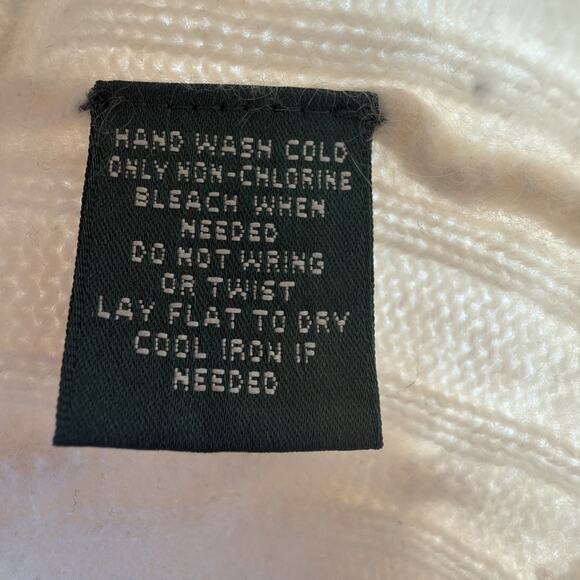 HAND WASH COLD
ONLY NON-CHLORINE
BLEACH WHEN
NEEDED
DO NOT WRING
OR TWIST
LAY FLAT TO DRY
COOL IRON IF
NEEDED